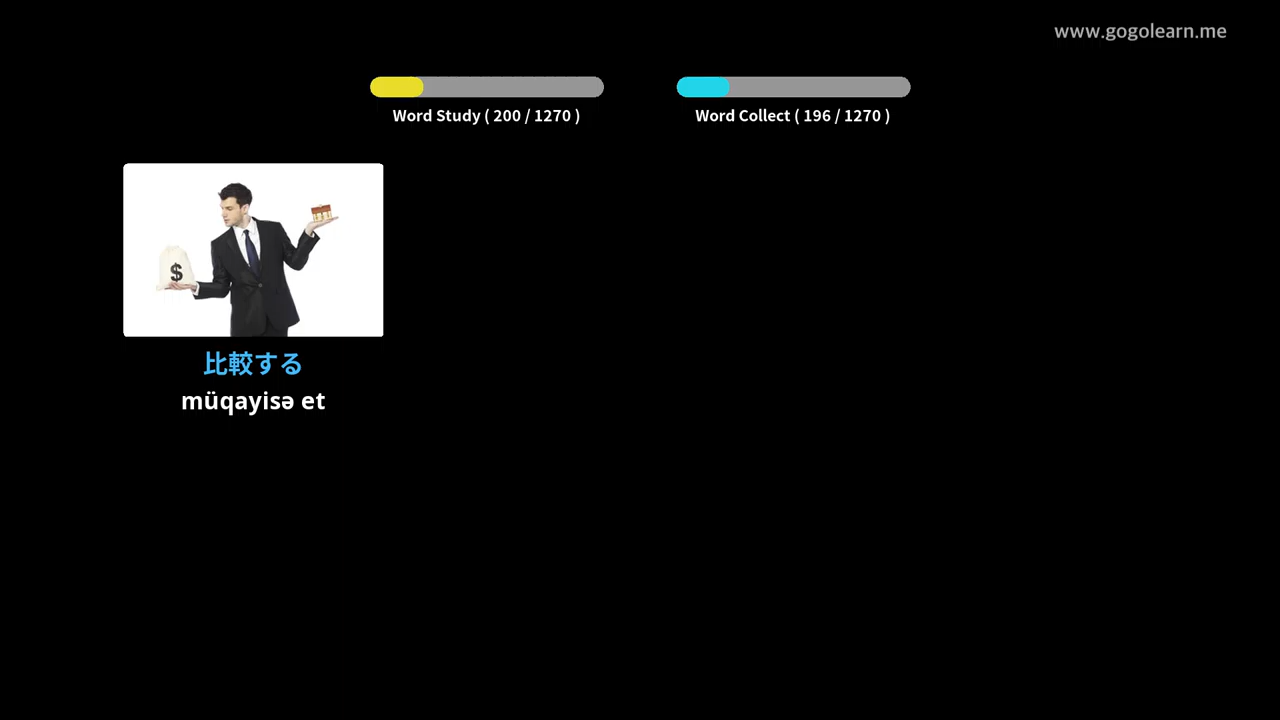 www.gogolearn.me
Word Study ( 200 / 1270 )
Word Collect ( 196 / 1270 )
$
比較する
müqayisə et